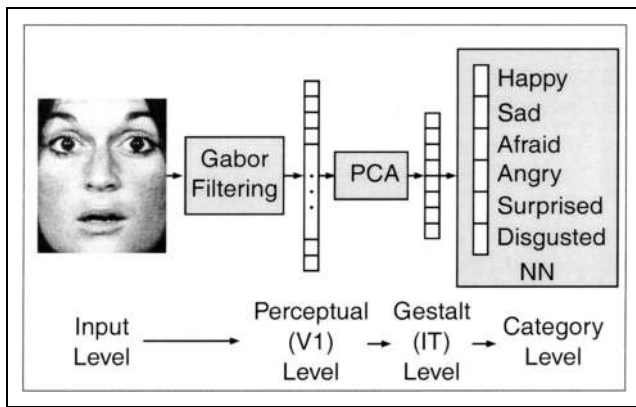 Gabor
Filtering
PCA
Happy
Sad
Afraid
Angry
Surprised
Disgusted
NN
Input
Level
Perceptual
(V1)
Level
Gestalt
(IT)
Level
Category
Level